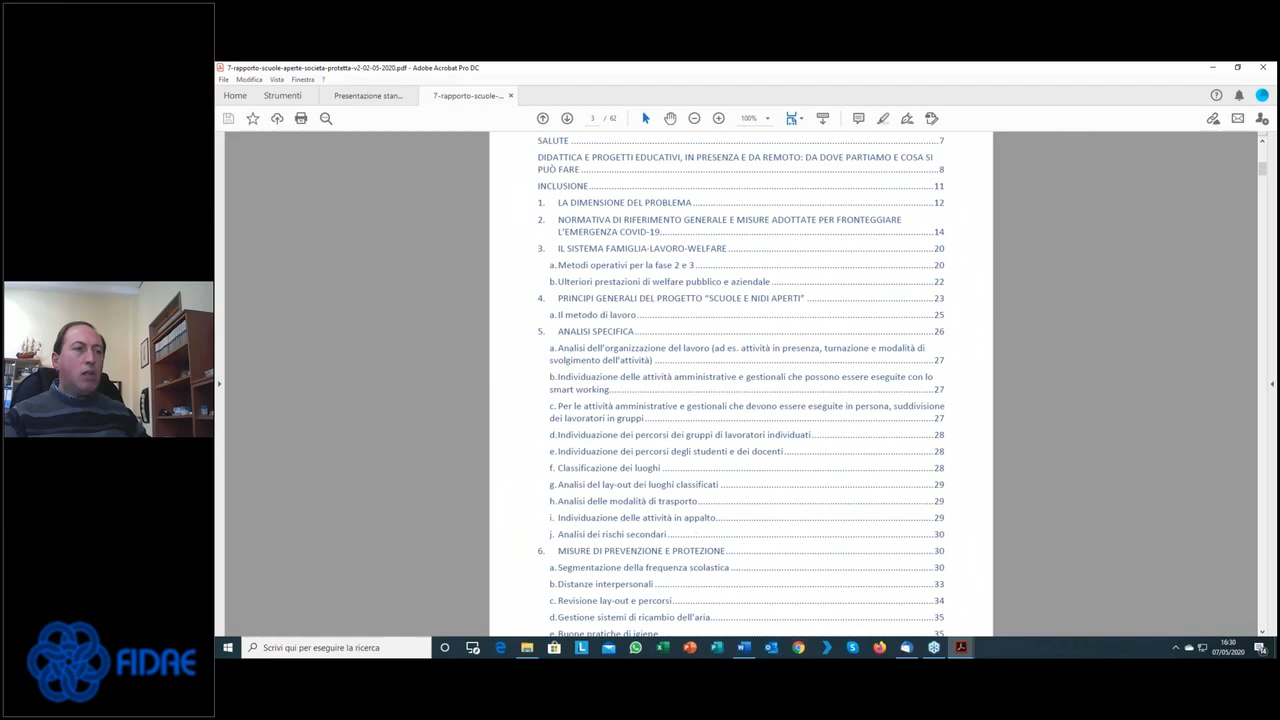 7-rapporto-scuole-aperte-societa-protetta-v2-02-05-2020.pdf - Adobe Acrobat Pro DC
File Modifica Vista Finestra ?
Home Strumenti Presentazione stan... 7-rapporto-scuole-... ×
3 / 62 100%
SALUTE 7
DIDATTICA E PROGETTI EDUCATIVI, IN PRESENZA E DA REMOTO: DA DOVE PARTIAMO E COSA SI
PUÒ FARE 8
INCLUSIONE 11
1. LA DIMENSIONE DEL PROBLEMA 12
2. NORMATIVA DI RIFERIMENTO GENERALE E MISURE ADOTTATE PER FRONTEGGIARE
L'EMERGENZA COVID-19 14
3. IL SISTEMA FAMIGLIA-LAVORO-WELFARE 20
a. Metodi operativi per la fase 2 e 3 20
b. Ulteriori prestazioni di welfare pubblico e aziendale 22
4. PRINCIPI GENERALI DEL PROGETTO "SCUOLE E NIDI APERTI" 23
a. Il metodo di lavoro 25
5. ANALISI SPECIFICA 26
a. Analisi dell'organizzazione del lavoro (ad es. attività in presenza, turnazione e modalità di
svolgimento dell'attività) 27
b. Individuazione delle attività amministrative e gestionali che possono essere eseguite con lo
smart working 27
c. Per le attività amministrative e gestionali che devono essere eseguite in persona, suddivisione
dei lavoratori in gruppi 27
d. Individuazione dei percorsi dei gruppi di lavoratori individuati 28
e. Individuazione dei percorsi degli studenti e dei docenti 28
f. Classificazione dei luoghi 28
g. Analisi del lay-out dei luoghi classificati 29
h. Analisi delle modalità di trasporto 29
i. Individuazione delle attività in appalto 29
j. Analisi dei rischi secondari 30
6. MISURE DI PREVENZIONE E PROTEZIONE 30
a. Segmentazione della frequenza scolastica 30
b. Distanze interpersonali 33
c. Revisione lay-out e percorsi 34
d. Gestione sistemi di ricambio dell'aria 35
e. Buone pratiche di igiene 35
Scrivi qui per eseguire la ricerca
16:30
07/05/2020
FIDAE